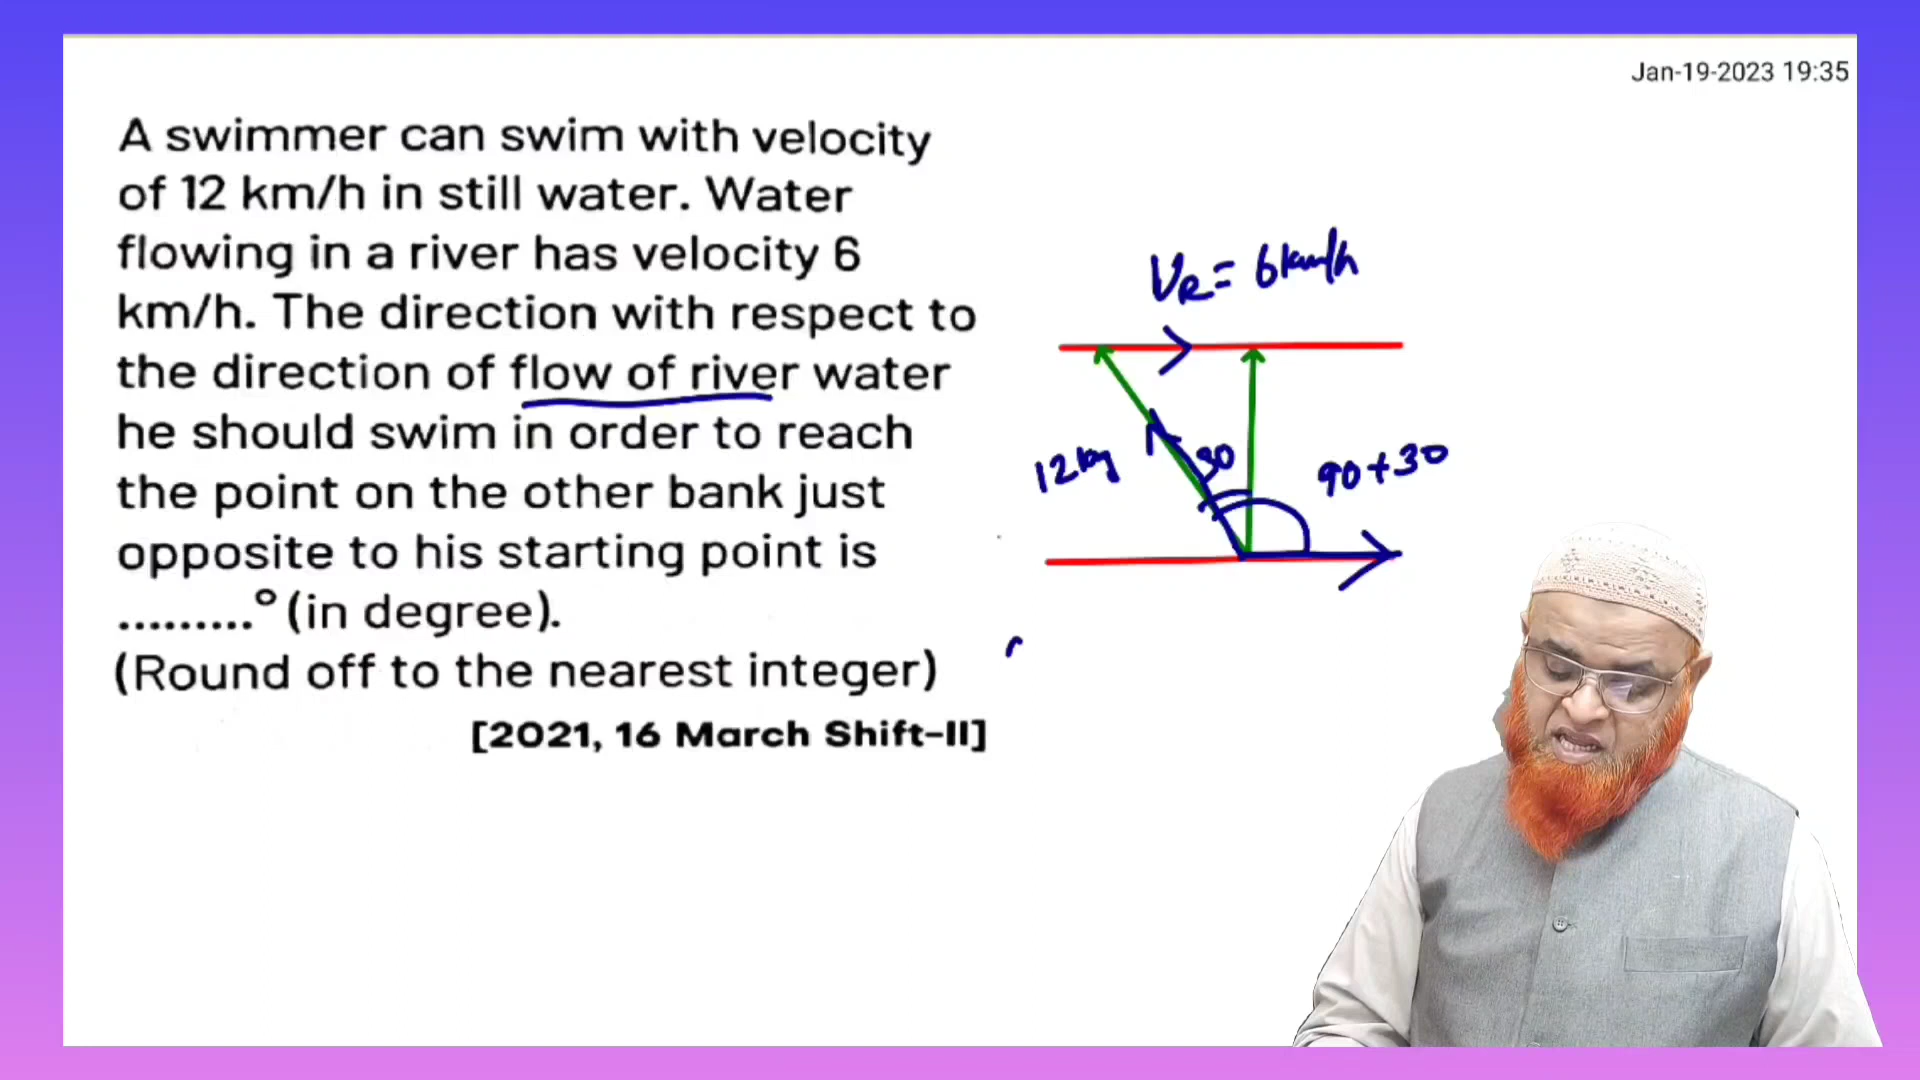 Jan-19-2023 19:35
A swimmer can swim with velocity
of 12 km/h in still water. Water
flowing in a river has velocity 6
km/h. The direction with respect to
the direction of flow of river water
he should swim in order to reach
the point on the other bank just
opposite to his starting point is
.........° (in degree).
(Round off to the nearest integer)
[2021, 16 March Shift-II]
VR = 6km/h
12
30
90+30